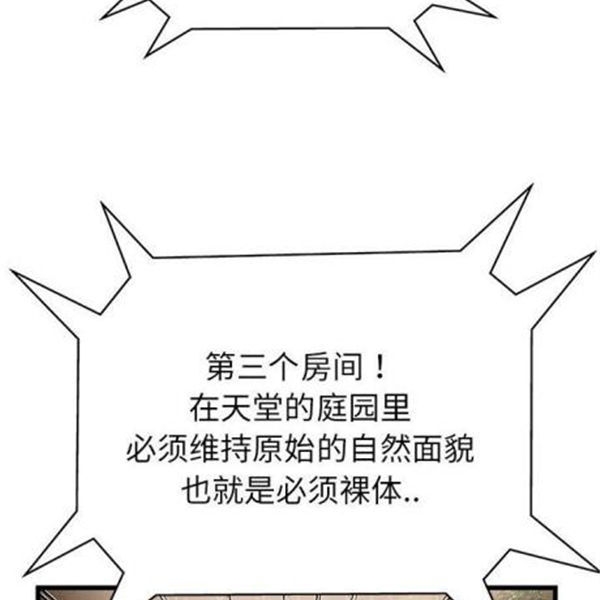 第三个房间！
在天堂的庭园里
必须维持原始的自然面貌
也就是必须裸体..